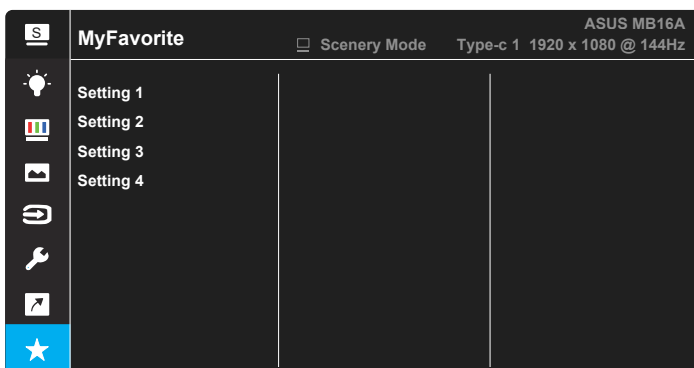 S
ASUS MB16A
MyFavorite
Scenery Mode Type-c 1 1920 x 1080 @ 144Hz
Setting 1
Setting 2
Setting 3
Setting 4